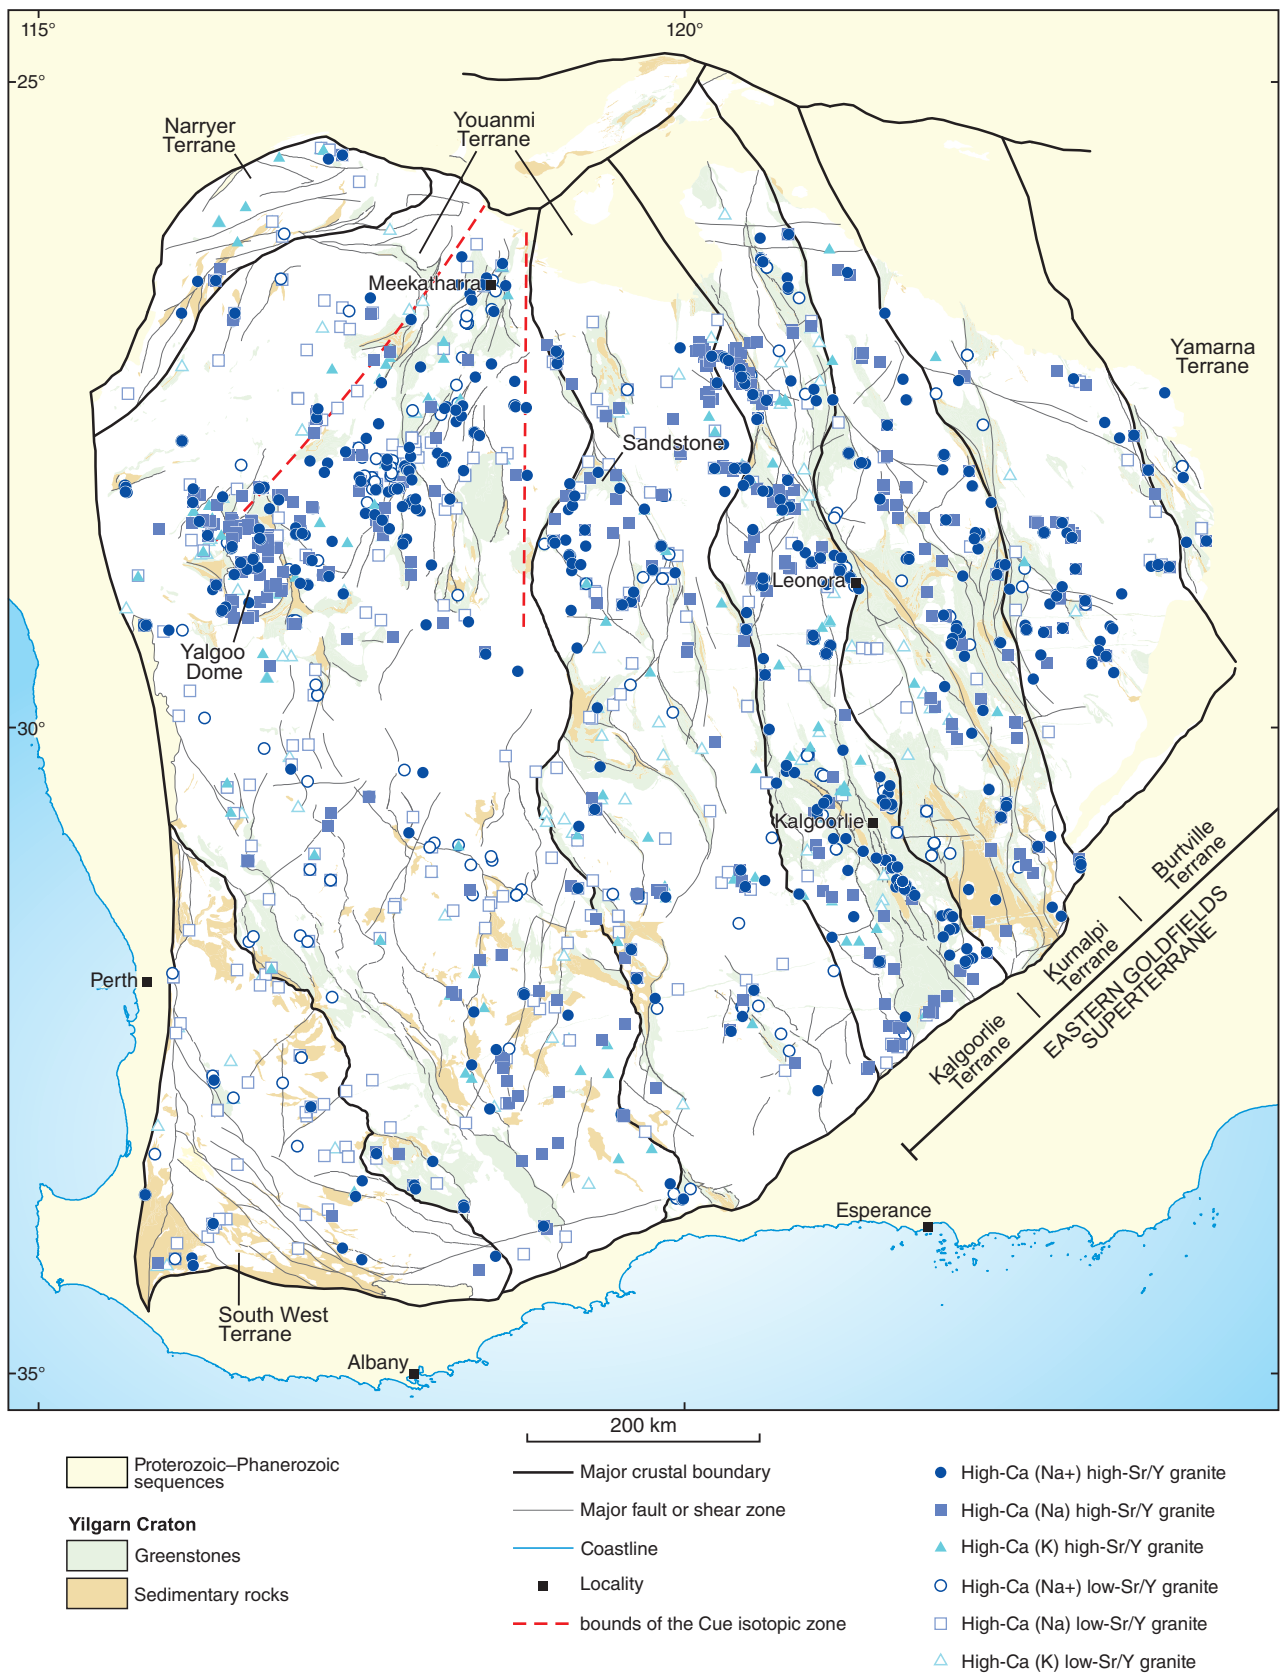 115°
120°
25°
Narryer
Terrane
Youanmi
Terrane
Meekatharra
Yamarna
Terrane
Sandstone
Leonora
Yalgoo
Dome
30°
Kalgoorlie
Perth
Burtville
Terrane
Kurnalpi
Terrane
Kalgoorlie
Terrane
EASTERN GOLDFIELDS
SUPERTERRANE
Esperance
South West
Terrane
Albany
35°
200 km
Proterozoic–Phanerozoic
sequences
Yilgarn Craton
Greenstones
Sedimentary rocks
Major crustal boundary
Major fault or shear zone
Coastline
Locality
bounds of the Cue isotopic zone
High-Ca (Na+) high-Sr/Y granite
High-Ca (Na) high-Sr/Y granite
High-Ca (K) high-Sr/Y granite
High-Ca (Na+) low-Sr/Y granite
High-Ca (Na) low-Sr/Y granite
High-Ca (K) low-Sr/Y granite